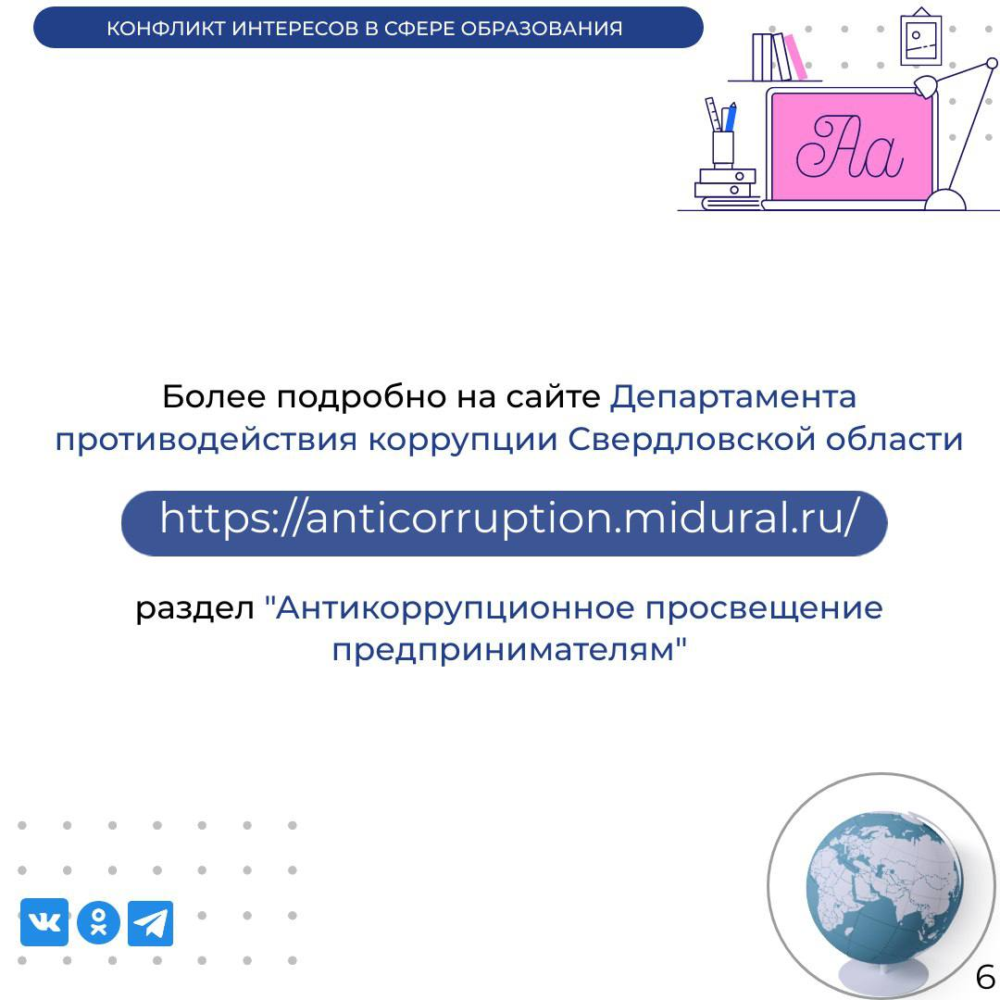 КОНФЛИКТ ИНТЕРЕСОВ В СФЕРЕ ОБРАЗОВАНИЯ
Aa
Более подробно на сайте Департамента
противодействия коррупции Свердловской области
https://anticorruption.midural.ru/
раздел "Антикоррупционное просвещение
предпринимателям"
6